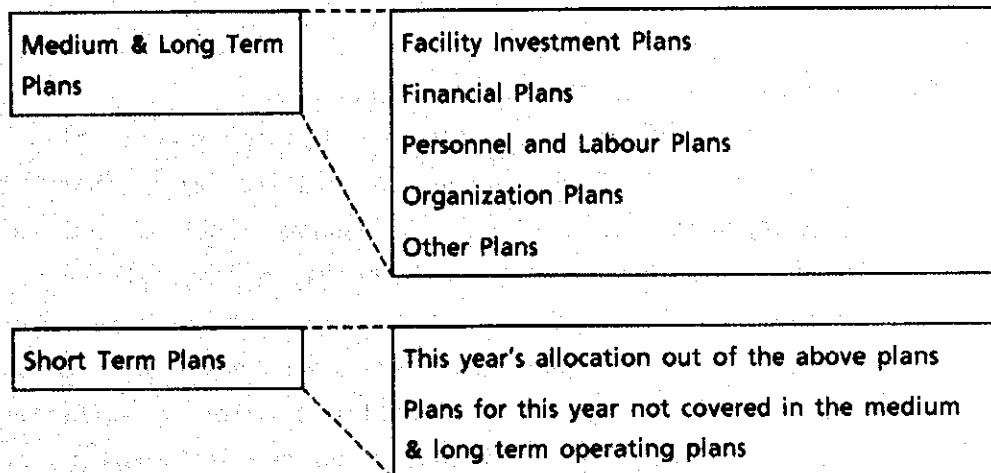 Medium & Long Term
Plans
Facility Investment Plans
Financial Plans
Personnel and Labour Plans
Organization Plans
Other Plans
Short Term Plans
This year's allocation out of the above plans
Plans for this year not covered in the medium
& long term operating plans